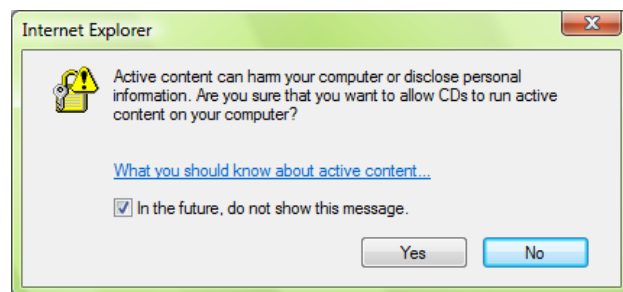 Internet Explorer
Active content can harm your computer or disclose personal
information. Are you sure that you want to allow CDs to run active
content on your computer?
What you should know about active content...
In the future, do not show this message.
Yes
No